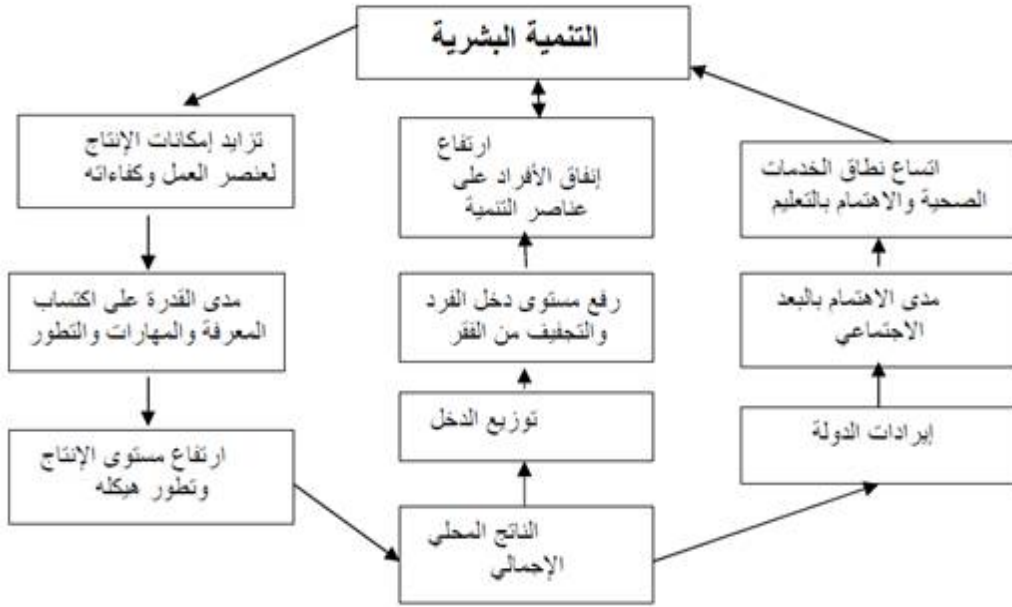 التنمية البشرية
تزايد إمكانات الإنتاج
لعنصر العمل وكفاءاته
ارتفاع
إنفاق الأفراد على
عناصر التنمية
اتساع نطاق الخدمات
الصحية والاهتمام بالتعليم
مدى القدرة على اكتساب
المعرفة والمهارات والتطور
رفع مستوى دخل الفرد
والتجفيف من الفقر
مدى الاهتمام بالبعد
الاجتماعي
توزيع الدخل
إيرادات الدولة
ارتفاع مستوى الإنتاج
وتطور هيكله
الناتج المحلي
الإجمالي